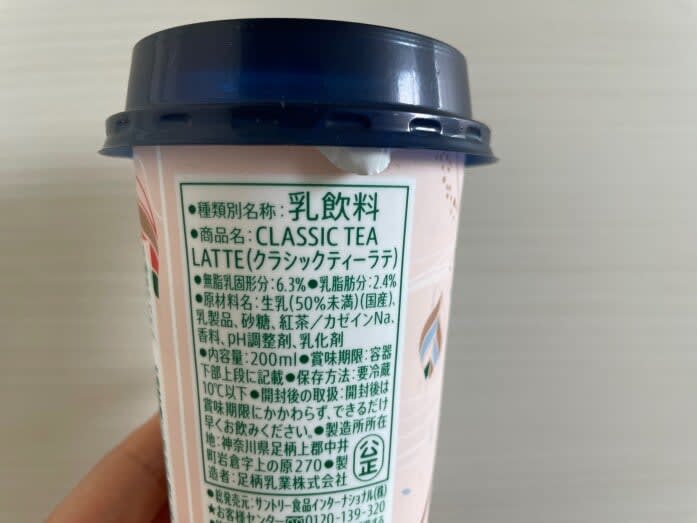 ●種類別名称：乳飲料
●商品名：CLASSIC TEA
LATTE(クラシックティーラテ)
●無脂乳固形分：6.3%●乳脂肪分：2.4%
●原材料名：生乳(50%未満)(国産)、
乳製品、砂糖、紅茶／カゼインNa、
香料、pH調整剤、乳化剤
●内容量：200ml●賞味期限：容器
下部上段に記載●保存方法：要冷蔵
10℃以下●開封後の取扱：開封後は
賞味期限にかかわらず、できるだけ
早くお飲みください。●製造所所在
地：神奈川県足柄上郡中井
町岩倉字上の原270●製
造者：足柄乳業株式会社
公正
●総発売元：サントリー食品インターナショナル(株)
★お客様センター 0120-139-320